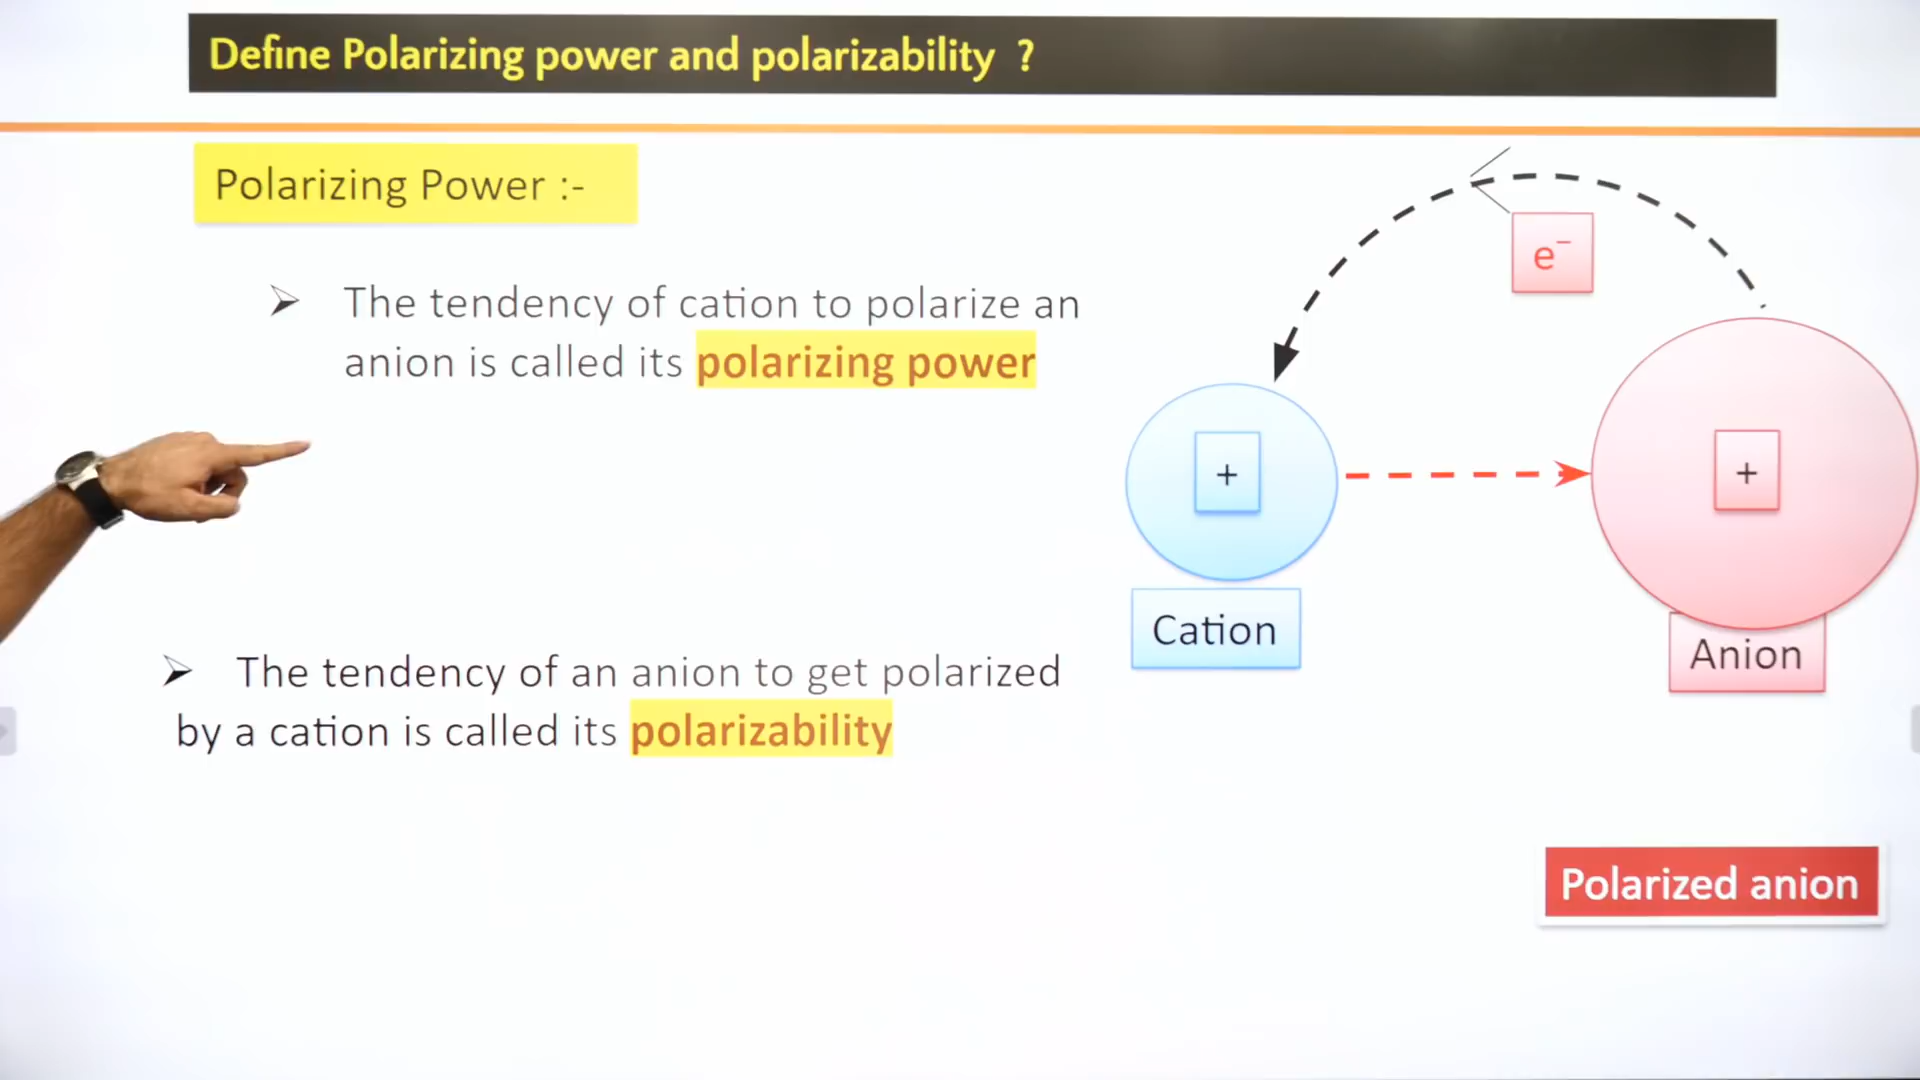 Define Polarizing power and polarizability ?
Polarizing Power :-
The tendency of cation to polarize an
anion is called its polarizing power
The tendency of an anion to get polarized
by a cation is called its polarizability
e⁻
+
+
Cation
Anion
Polarized anion